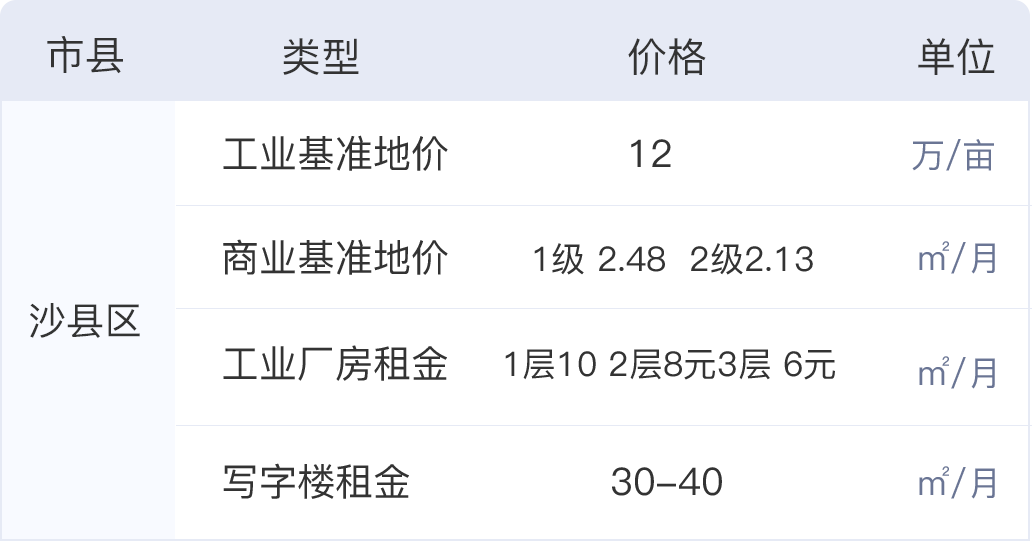 市县 类型 价格 单位
工业基准地价 12 万/亩
商业基准地价 1级 2.48 2级2.13 ㎡/月
沙县区
工业厂房租金 1层10 2层8元3层 6元 ㎡/月
写字楼租金 30-40 ㎡/月